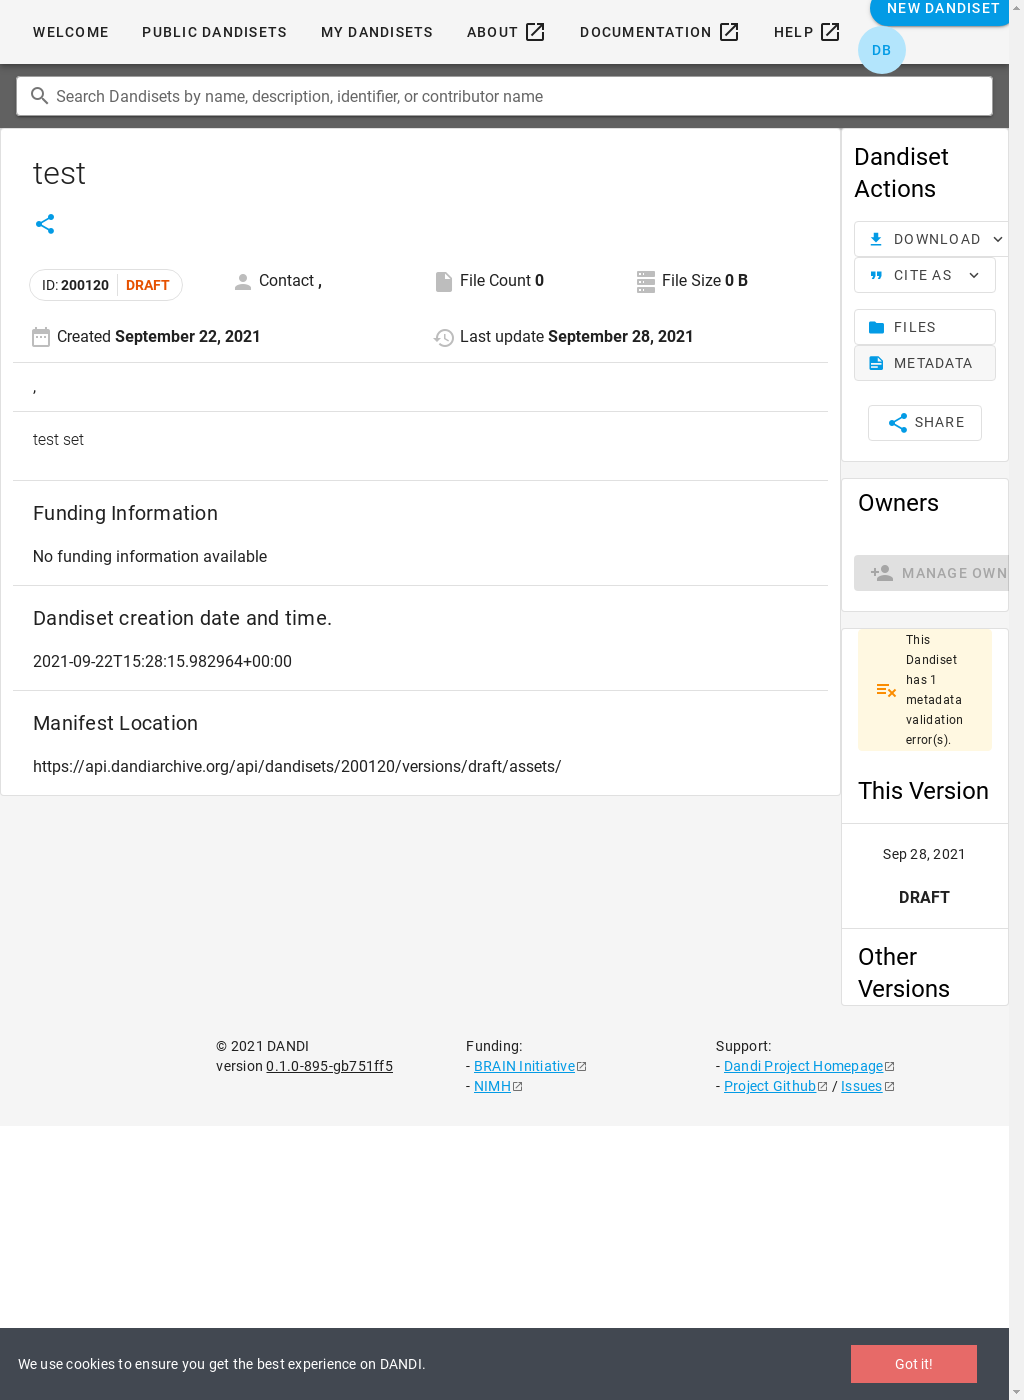 WELCOME PUBLIC DANDISETS MY DANDISETS ABOUT DOCUMENTATION HELP NEW DANDISET
DB
Search Dandisets by name, description, identifier, or contributor name
test
ID: 200120 DRAFT Contact , File Count 0 File Size 0 B
Created September 22, 2021 Last update September 28, 2021
,
test set
Funding Information
No funding information available
Dandiset creation date and time.
2021-09-22T15:28:15.982964+00:00
Manifest Location
https://api.dandiarchive.org/api/dandisets/200120/versions/draft/assets/
Dandiset
Actions
DOWNLOAD
CITE AS
FILES
METADATA
SHARE
Owners
MANAGE OWN
This
Dandiset
has 1
metadata
validation
error(s).
This Version
Sep 28, 2021
DRAFT
Other
Versions
© 2021 DANDI
version 0.1.0-895-gb751ff5
Funding:
- BRAIN Initiative
- NIMH
Support:
- Dandi Project Homepage
- Project Github / Issues
We use cookies to ensure you get the best experience on DANDI. Got it!